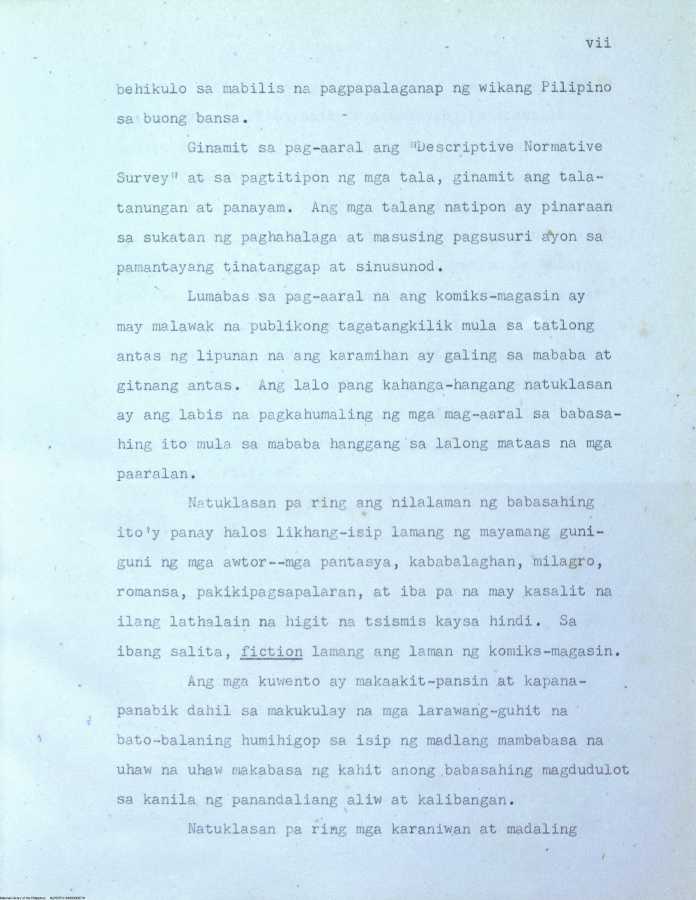 vii
behikulo sa mabilis na pagpapalaganap ng wikang Pilipino
sa buong bansa.
Ginamit sa pag-aaral ang "Descriptive Normative
Survey" at sa pagtitipon ng mga tala, ginamit ang tala-
tanungan at panayam. Ang mga talang natipon ay pinaraan
sa sukatan ng paghahalaga at masusing pagsusuri ayon sa
pamantayang tinatanggap at sinusunod.
Lumabas sa pag-aaral na ang komiks-magasin ay
may malawak na publikong tagatangkilik mula sa tatlong
antas ng lipunan na ang karamihan ay galing sa mababa at
gitnang antas. Ang lalo pang kahanga-hangang natuklasan
ay ang labis na pagkahumaling ng mga mag-aaral sa babasa-
hing ito mula sa mababa hanggang sa lalong mataas na mga
paaralan.
Natuklasan pa ring ang nilalaman ng babasahing
ito'y panay halos likhang-isip lamang ng mayamang guni-
guni ng mga awtor--mga pantasya, kababalaghan, milagro,
romansa, pakikipagsapalaran, at iba pa na may kasalit na
ilang lathalain na higit na tsismis kaysa hindi. Sa
ibang salita, fiction lamang ang laman ng komiks-magasin.
Ang mga kuwento ay makaakit-pansin at kapana-
panabik dahil sa makukulay na mga larawang-guhit na
bato-balaning humihigop sa isip ng madlang mambabasa na
uhaw na uhaw makabasa ng kahit anong babasahing magdudulot
sa kanila ng panandaliang aliw at kalibangan.
Natuklasan pa ring mga karaniwan at madaling
National Library of the Philippines